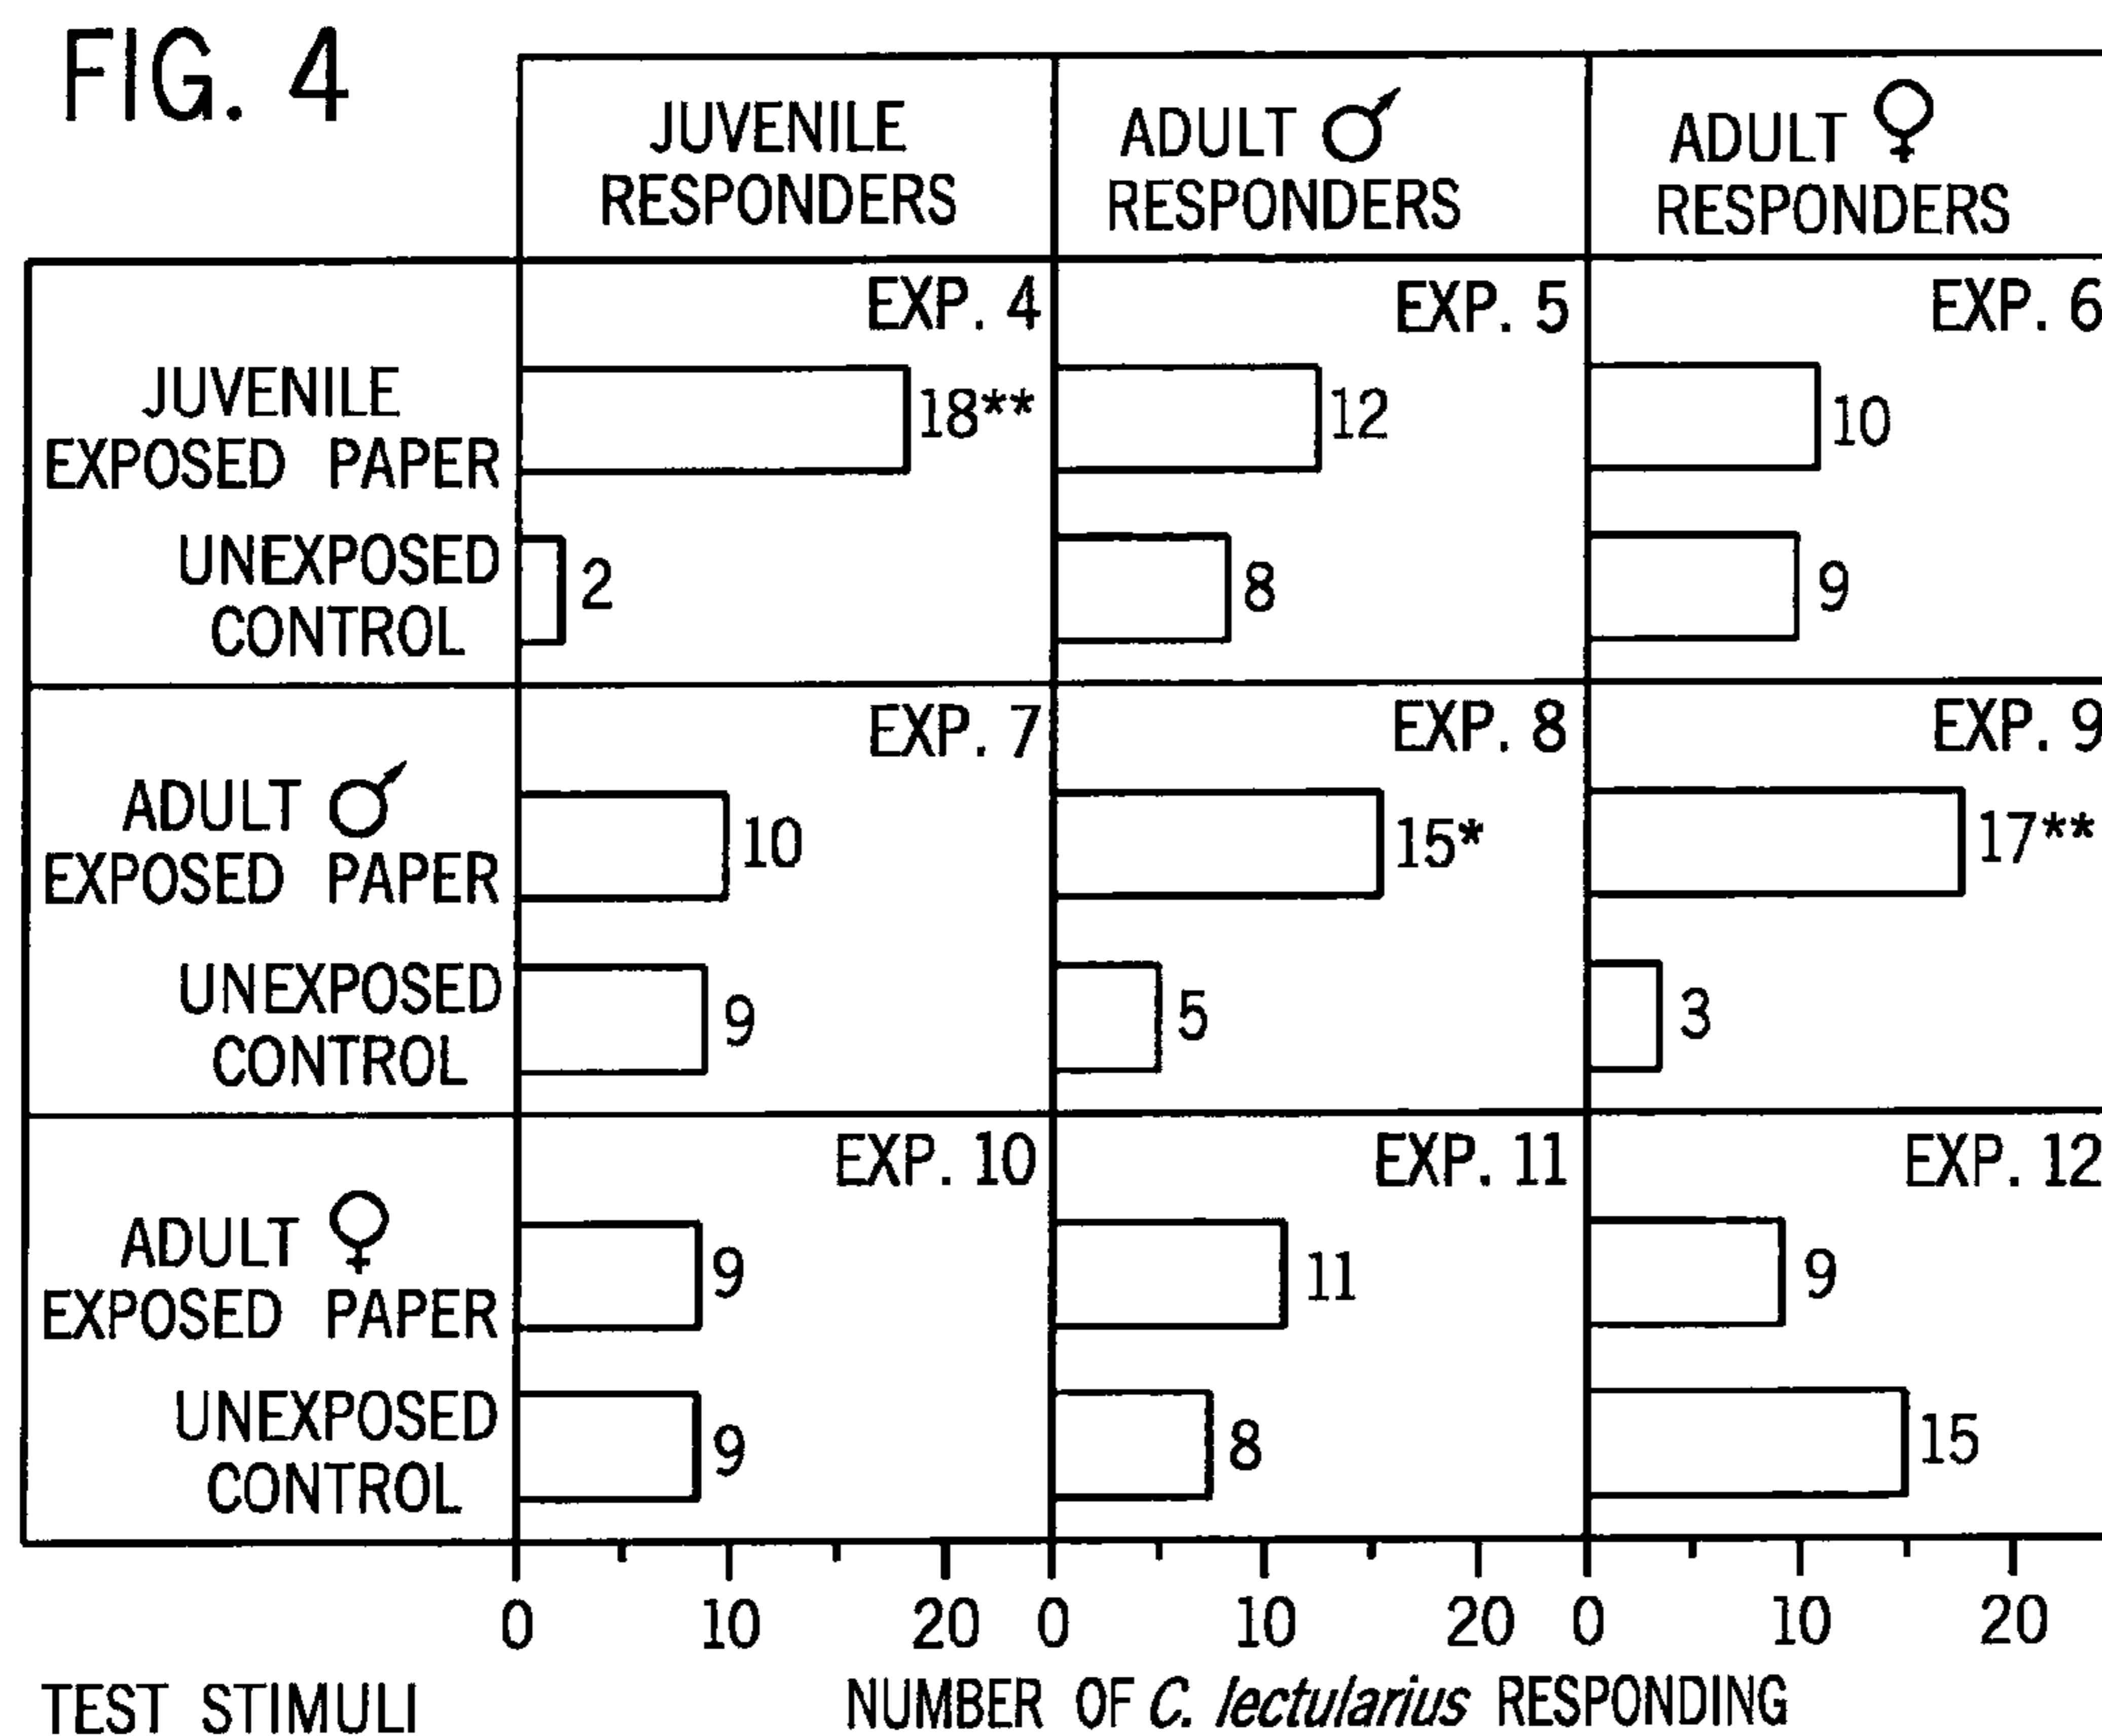 FIG. 4
JUVENILE
RESPONDERS
ADULT ♂
RESPONDERS
ADULT ♀
RESPONDERS
EXP. 4
EXP. 5
EXP. 6
JUVENILE
EXPOSED PAPER
18**
12
10
UNEXPOSED
CONTROL
2
8
9
EXP. 7
EXP. 8
EXP. 9
ADULT ♂
EXPOSED PAPER
10
15*
17**
UNEXPOSED
CONTROL
9
5
3
EXP. 10
EXP. 11
EXP. 12
ADULT ♀
EXPOSED PAPER
9
11
9
UNEXPOSED
CONTROL
9
8
15
0 10 20 0 10 20 0 10 20
TEST STIMULI
NUMBER OF C. lectularius RESPONDING